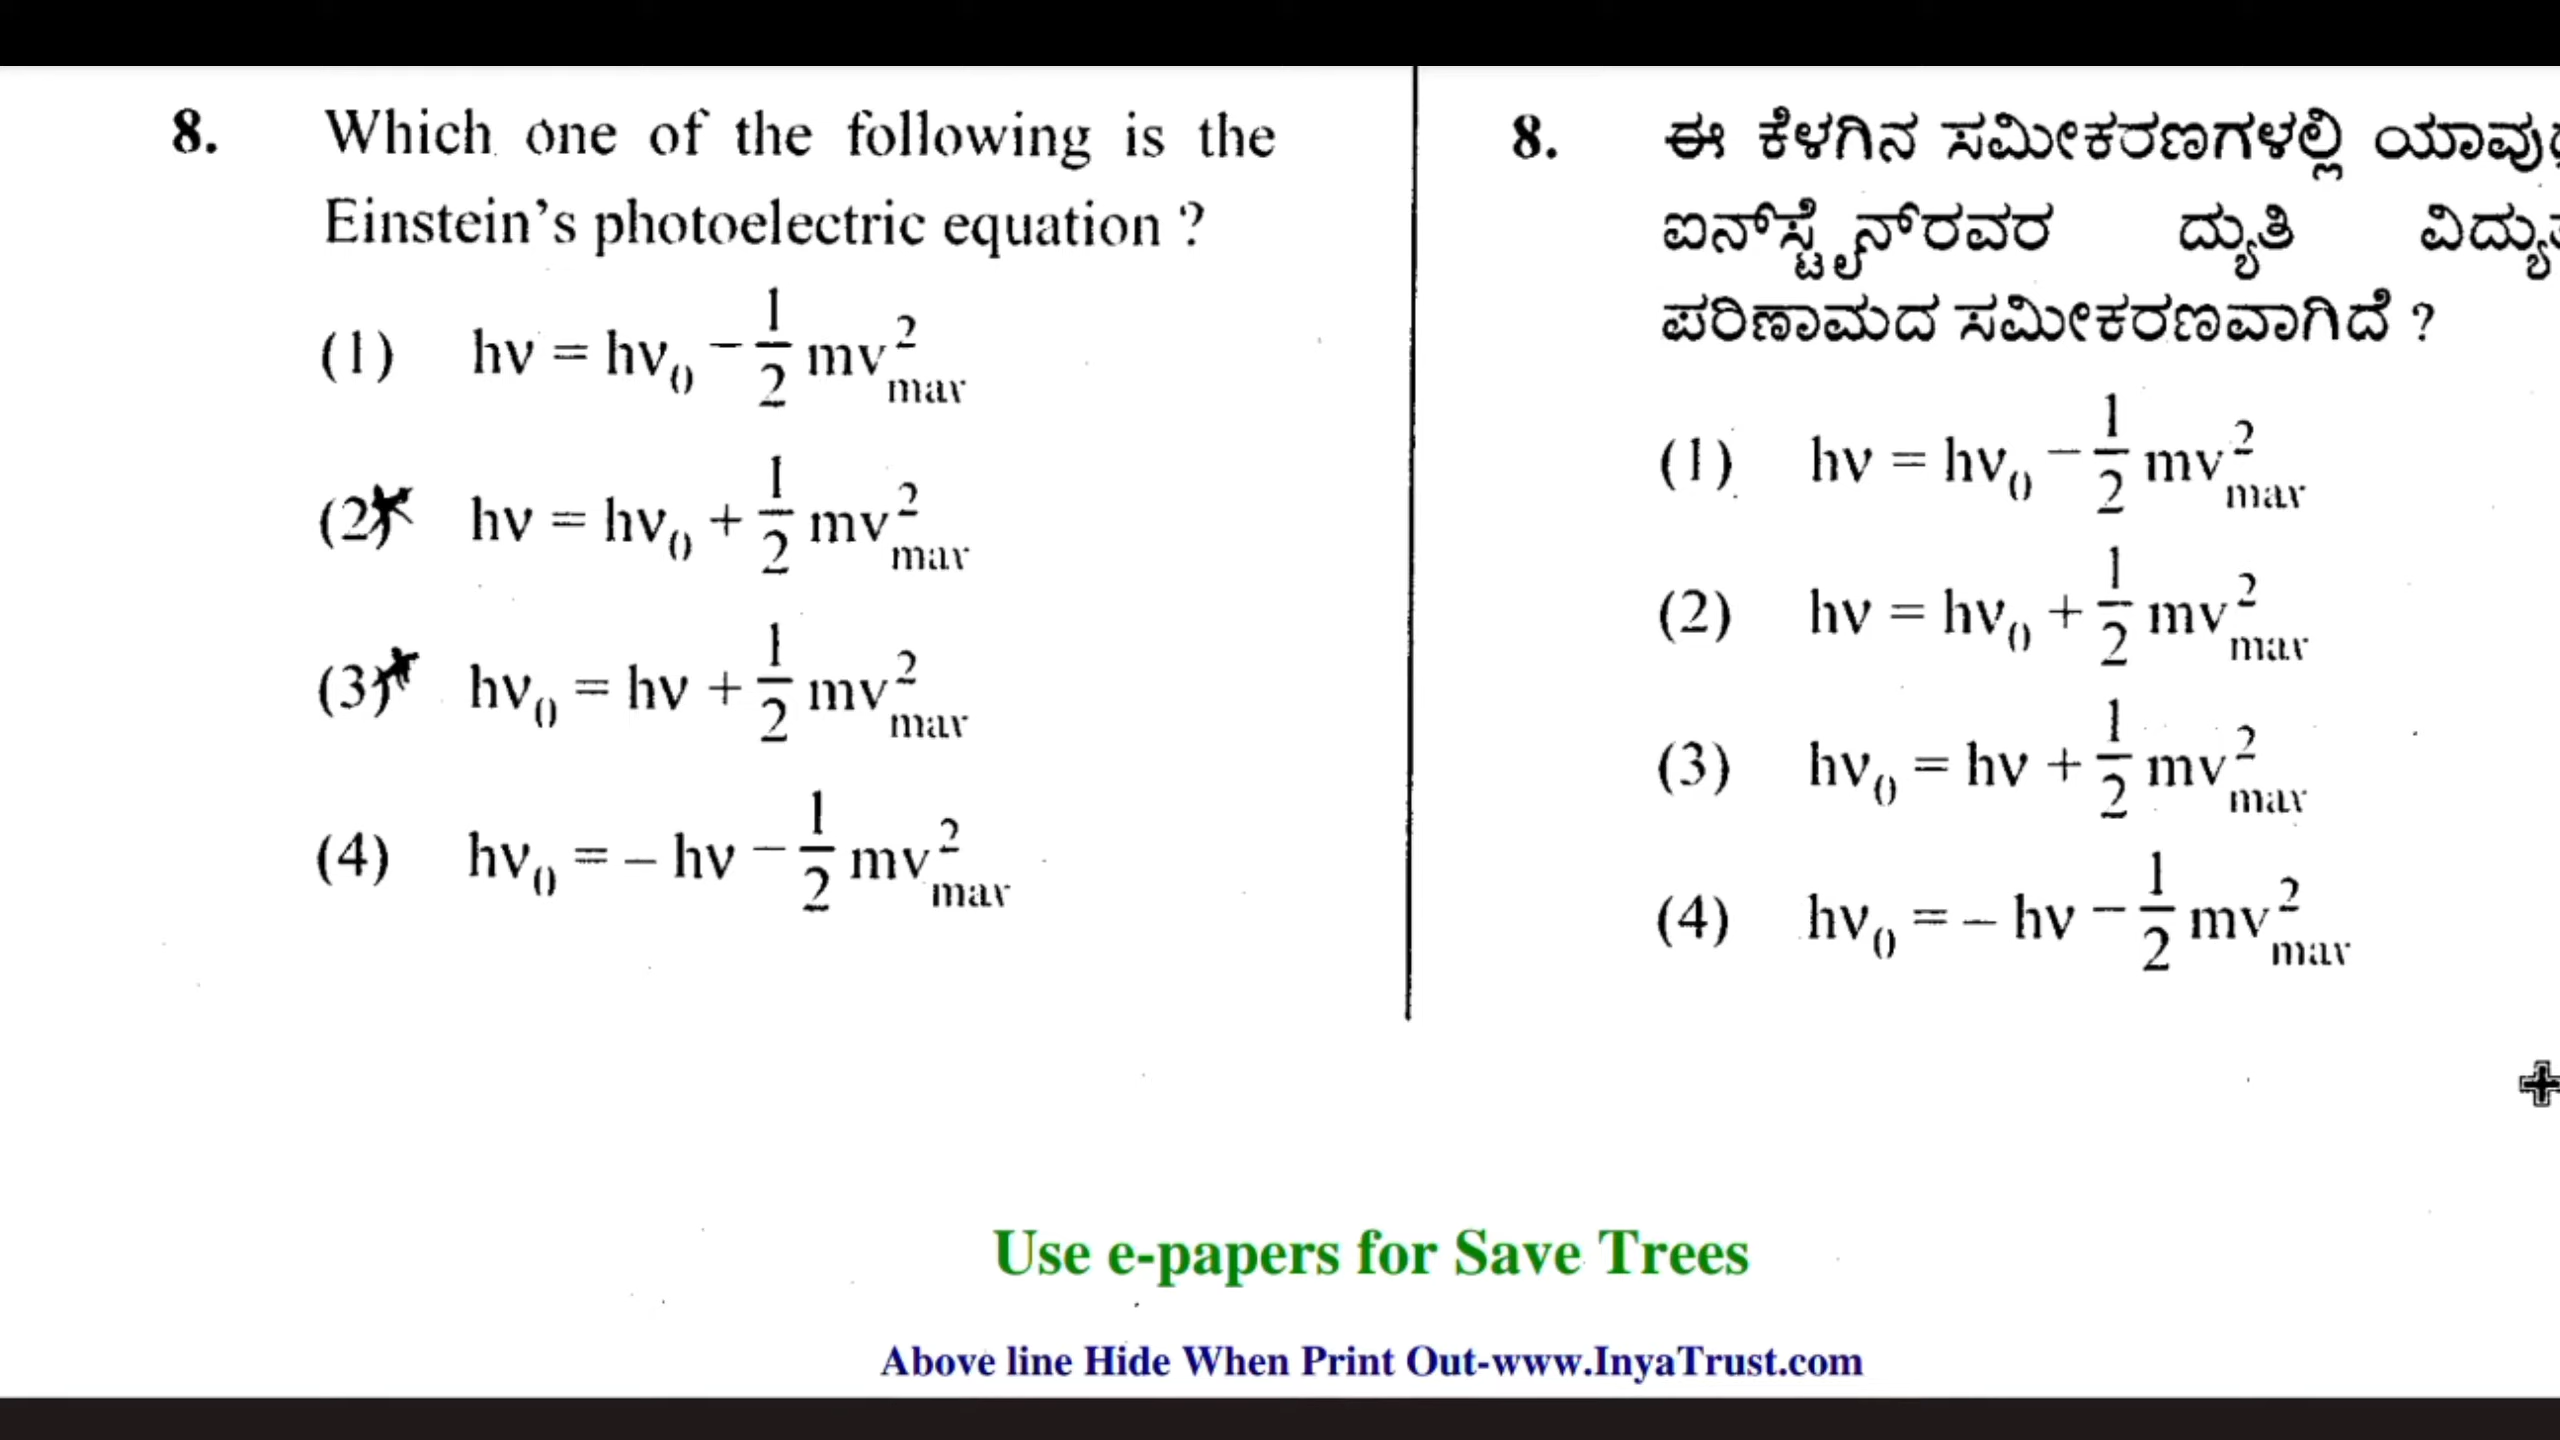 8. Which one of the following is the
Einstein's photoelectric equation ?
(1) hν = hν₀ − 1/2 mv²max
(2) hν = hν₀ + 1/2 mv²max
(3) hν₀ = hν + 1/2 mv²max
(4) hν₀ = − hν − 1/2 mv²max
8. ಈ ಕೆಳಗಿನ ಸಮೀಕರಣಗಳಲ್ಲಿ
ಐನ್‌ಸ್ಟೈನ್‌ರವರ ದ್ಯುತಿ
ಪರಿಣಾಮದ ಸಮೀಕರಣವಾಗಿದೆ ?
(1) hν = hν₀ − 1/2 mv²max
(2) hν = hν₀ + 1/2 mv²max
(3) hν₀ = hν + 1/2 mv²max
(4) hν₀ = − hν − 1/2 mv²max
Use e-papers for Save Trees
Above line Hide When Print Out-www.InyaTrust.com